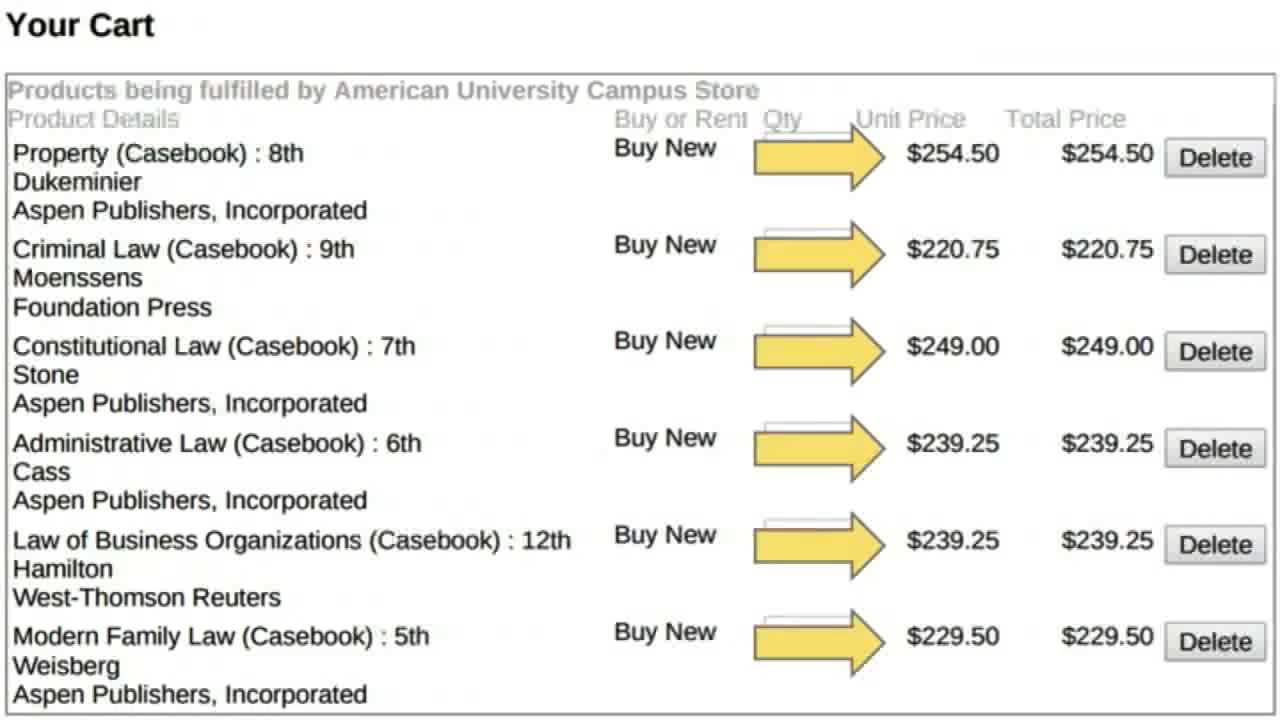 Your Cart
Products being fulfilled by American University Campus Store
Product Details Buy or Rent Qty Unit Price Total Price
Property (Casebook) : 8th Buy New $254.50 $254.50 Delete
Dukeminier
Aspen Publishers, Incorporated
Criminal Law (Casebook) : 9th Buy New $220.75 $220.75 Delete
Moenssens
Foundation Press
Constitutional Law (Casebook) : 7th Buy New $249.00 $249.00 Delete
Stone
Aspen Publishers, Incorporated
Administrative Law (Casebook) : 6th Buy New $239.25 $239.25 Delete
Cass
Aspen Publishers, Incorporated
Law of Business Organizations (Casebook) : 12th Buy New $239.25 $239.25 Delete
Hamilton
West-Thomson Reuters
Modern Family Law (Casebook) : 5th Buy New $229.50 $229.50 Delete
Weisberg
Aspen Publishers, Incorporated